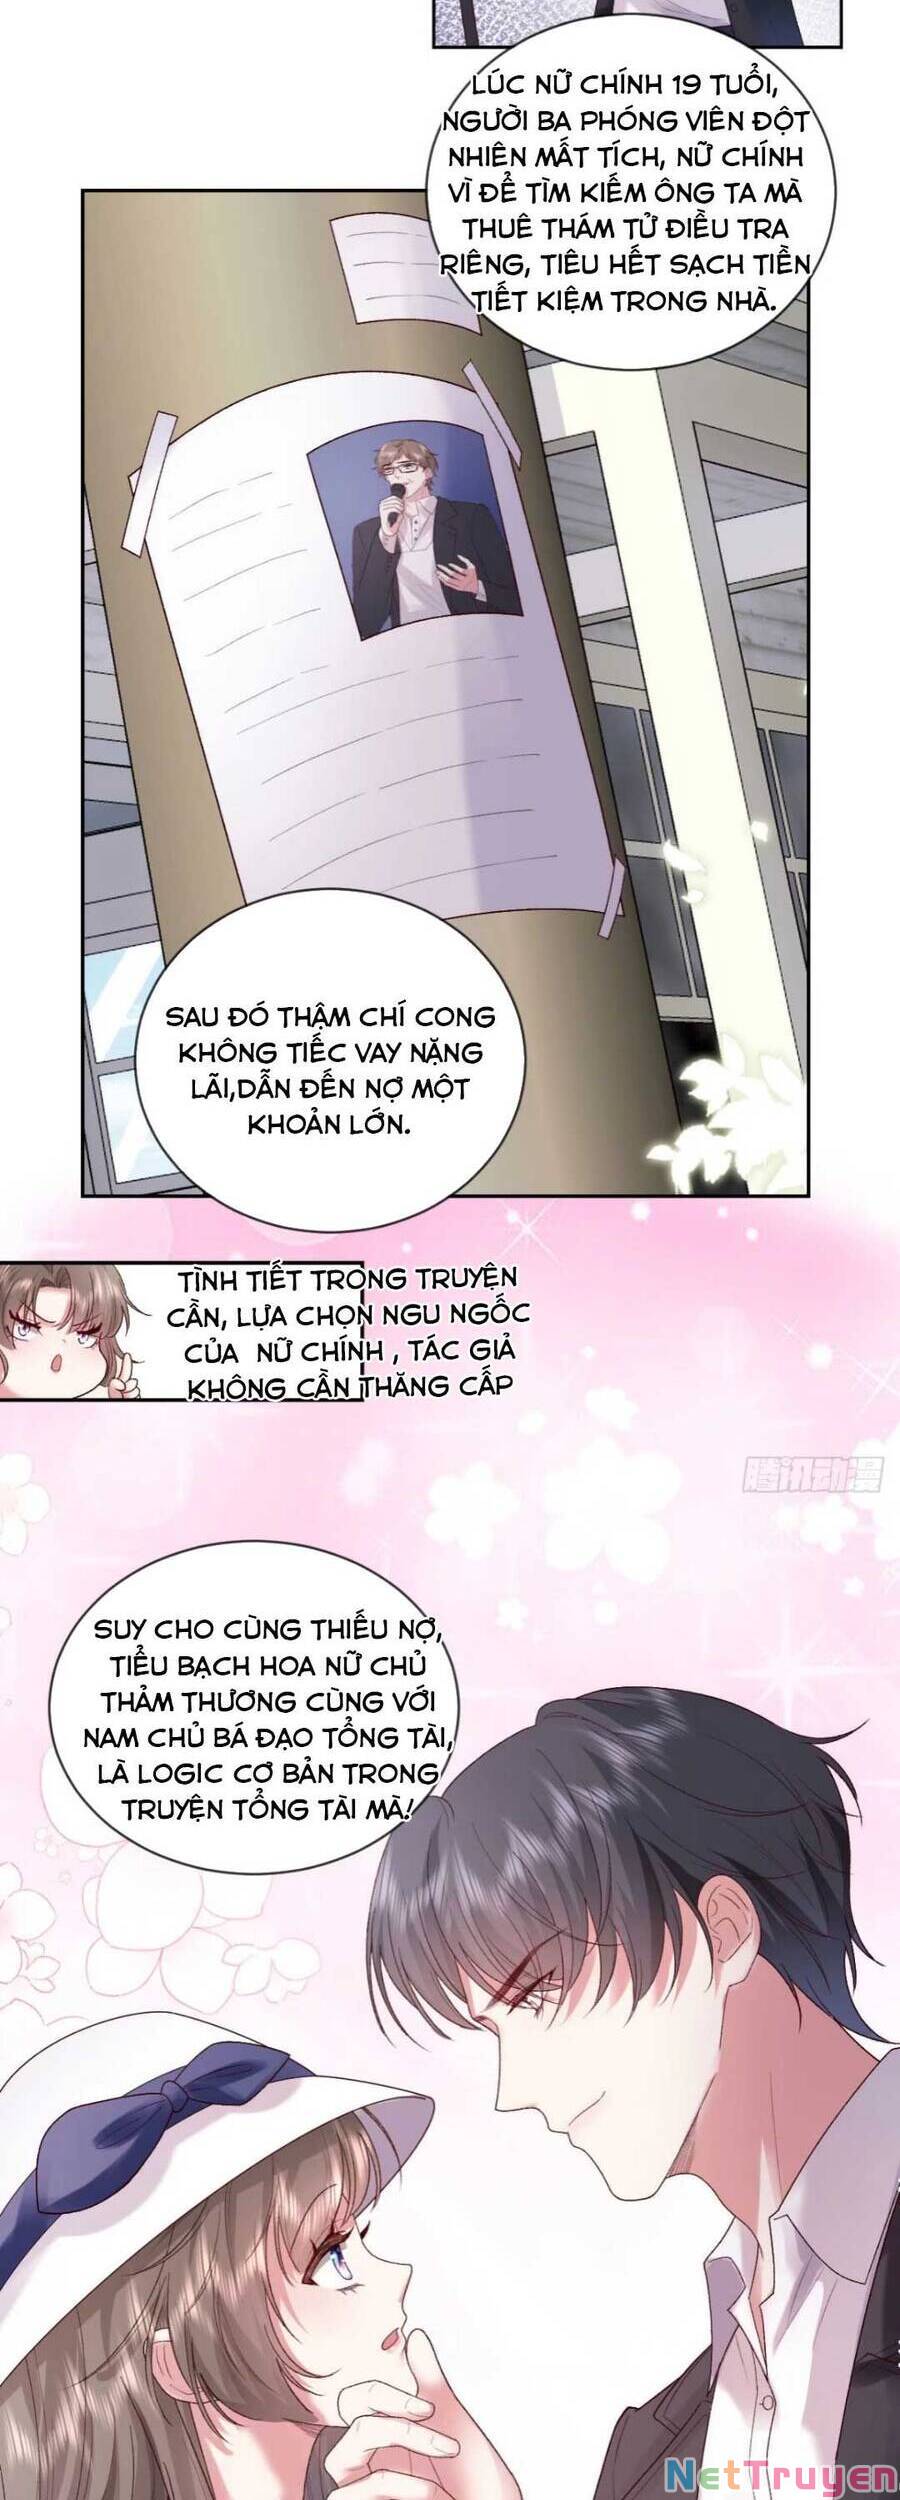 LÚC NỮ CHÍNH 19 TUỔI,
NGƯỜI BA PHÓNG VIÊN ĐỘT
NHIÊN MẤT TÍCH, NỮ CHÍNH
VÌ ĐỂ TÌM KIẾM ÔNG TA MÀ
THUÊ THÁM TỬ ĐIỀU TRA
RIÊNG, TIÊU HẾT SẠCH TIỀN
TIẾT KIỆM TRONG NHÀ.
SAU ĐÓ THẬM CHÍ CONG
KHÔNG TIẾC VAY NẶNG
LÃI,DẪN ĐẾN NỢ MỘT
KHOẢN LỚN.
TÌNH TIẾT TRONG TRUYỆN
CẦN, LỰA CHỌN NGU NGỐC
CỦA NỮ CHÍNH , TÁC GIẢ
KHÔNG CẦN THĂNG CẤP
腾讯动漫
SUY CHO CÙNG THIẾU NỢ,
TIỂU BẠCH HOA NỮ CHỦ
THẢM THƯƠNG CÙNG VỚI
NAM CHỦ BÁ ĐẠO TỔNG TÀI,
LÀ LOGIC CƠ BẢN TRONG
TRUYỆN TỔNG TÀI MÀ!
NetTruyen